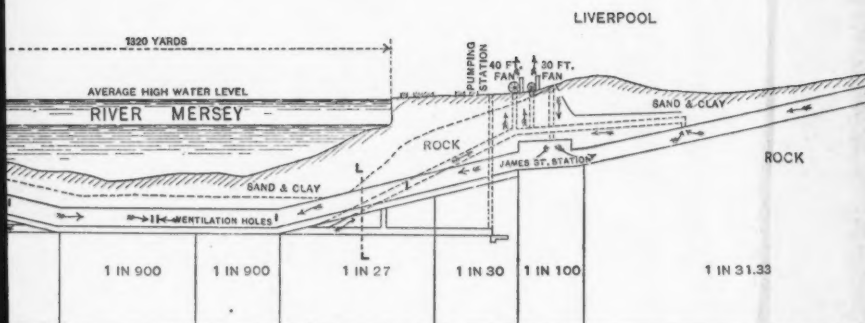 LIVERPOOL
1320 YARDS
PUMPING
STATION
40 FT.
FAN
30 FT.
FAN
AVERAGE HIGH WATER LEVEL
RIVER MERSEY
SAND & CLAY
ROCK
JAMES ST. STATION
ROCK
SAND & CLAY
L
VENTILATION HOLES
L
1 IN 900
1 IN 900
1 IN 27
1 IN 30
1 IN 100
1 IN 31.33